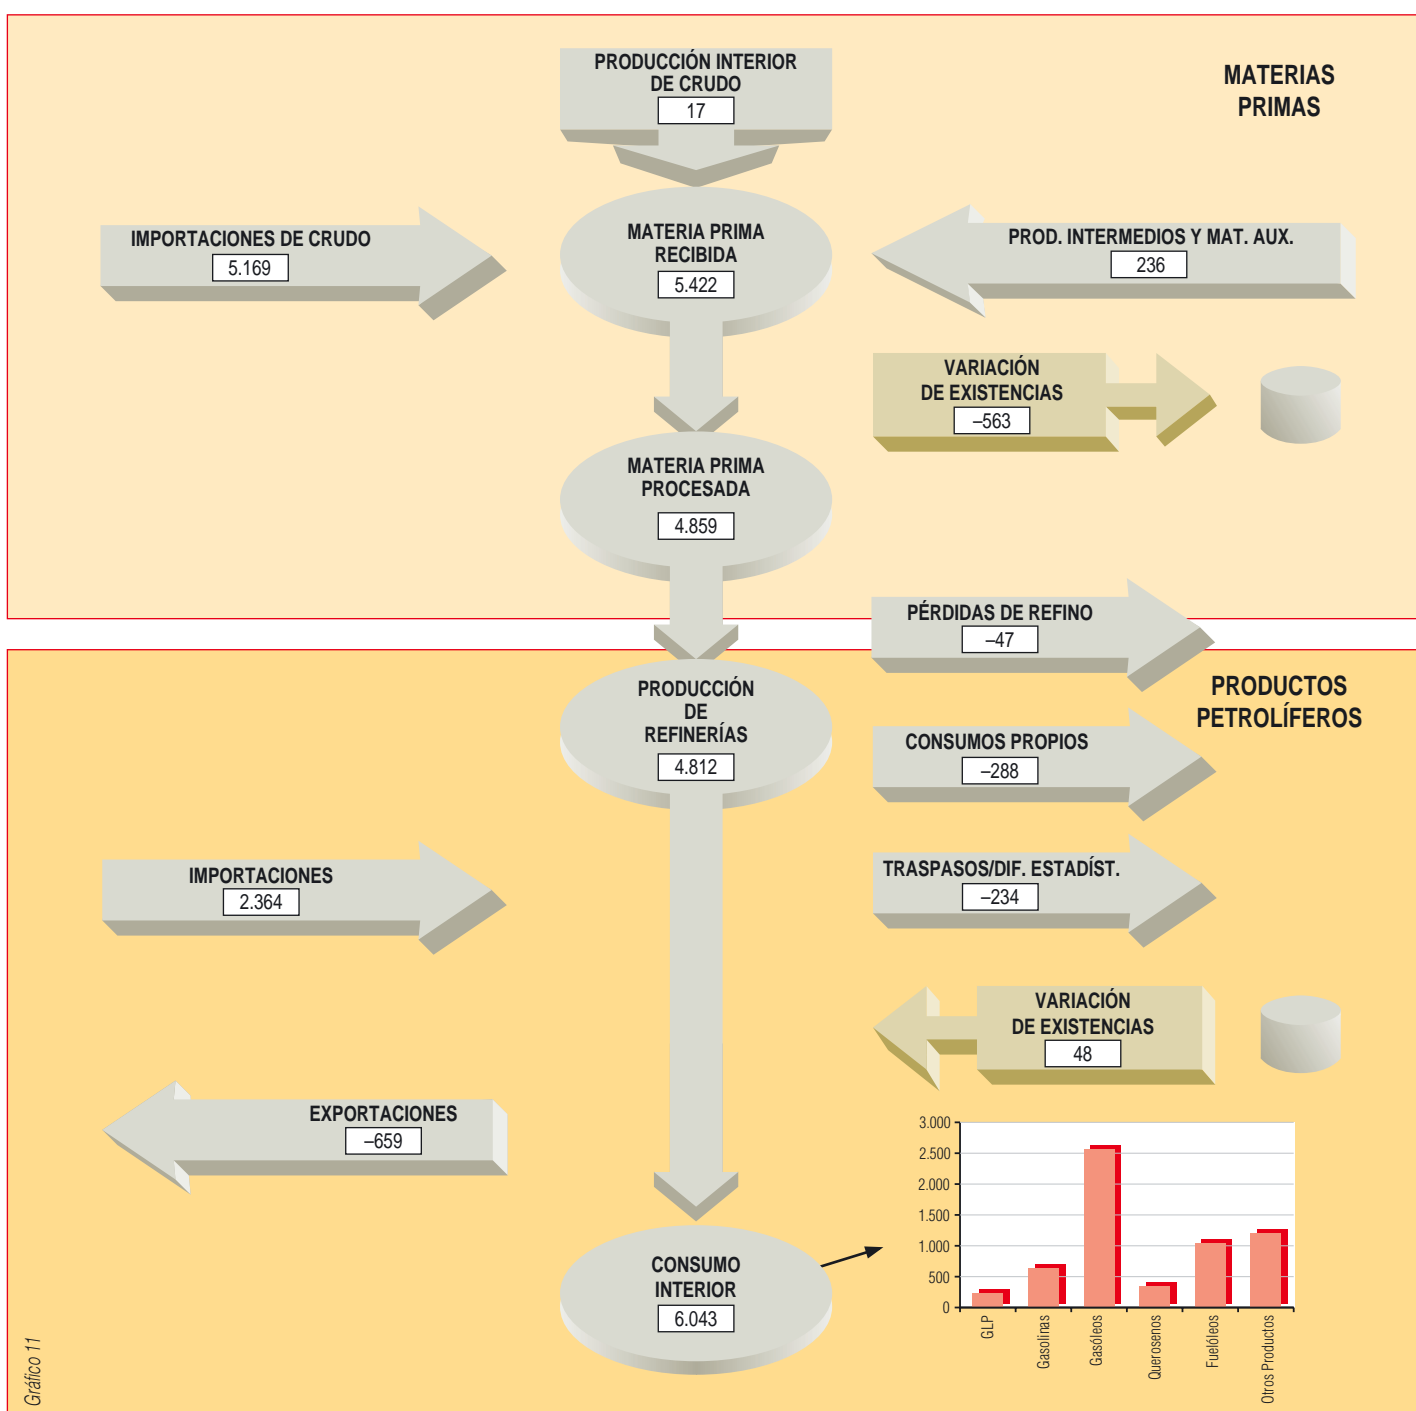 PRODUCCIÓN INTERIOR
DE CRUDO
17
MATERIAS
PRIMAS
IMPORTACIONES DE CRUDO
5.169
MATERIA PRIMA
RECIBIDA
5.422
PROD. INTERMEDIOS Y MAT. AUX.
236
VARIACIÓN
DE EXISTENCIAS
–563
MATERIA PRIMA
PROCESADA
4.859
PÉRDIDAS DE REFINO
–47
PRODUCTOS
PETROLÍFEROS
PRODUCCIÓN
DE
REFINERÍAS
4.812
CONSUMOS PROPIOS
–288
IMPORTACIONES
2.364
TRASPASOS/DIF. ESTADÍST.
–234
VARIACIÓN
DE EXISTENCIAS
48
EXPORTACIONES
–659
CONSUMO
INTERIOR
6.043
3.000
2.500
2.000
1.500
1.000
500
0
GLP
Gasolinas
Gasóleos
Querosenos
Fuelóleos
Otros Productos
Gráfico 11